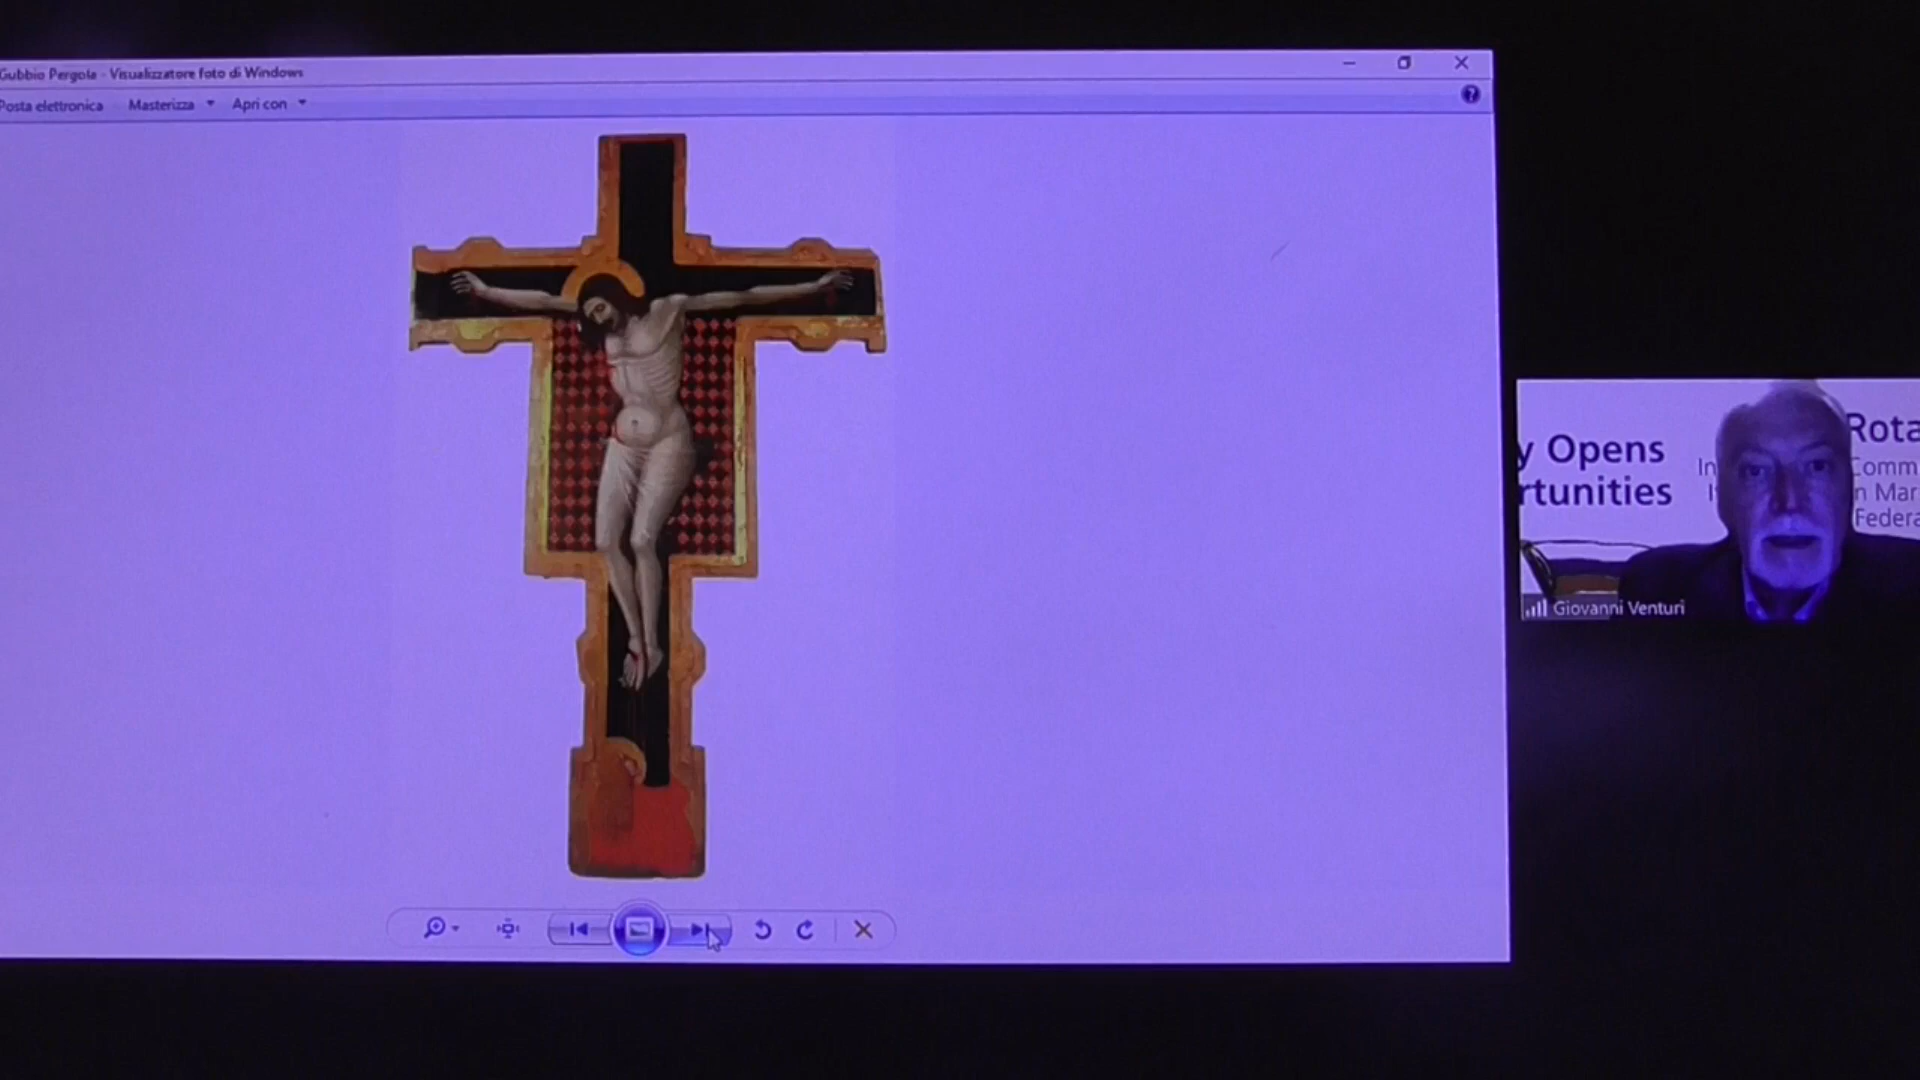 Gubbio Pergola - Visualizzatore foto di Windows
Posta elettronica Masterizza Apri con
y Opens
rtunities
Rota
In Comm
n Mar
Federa
Giovanni Venturi